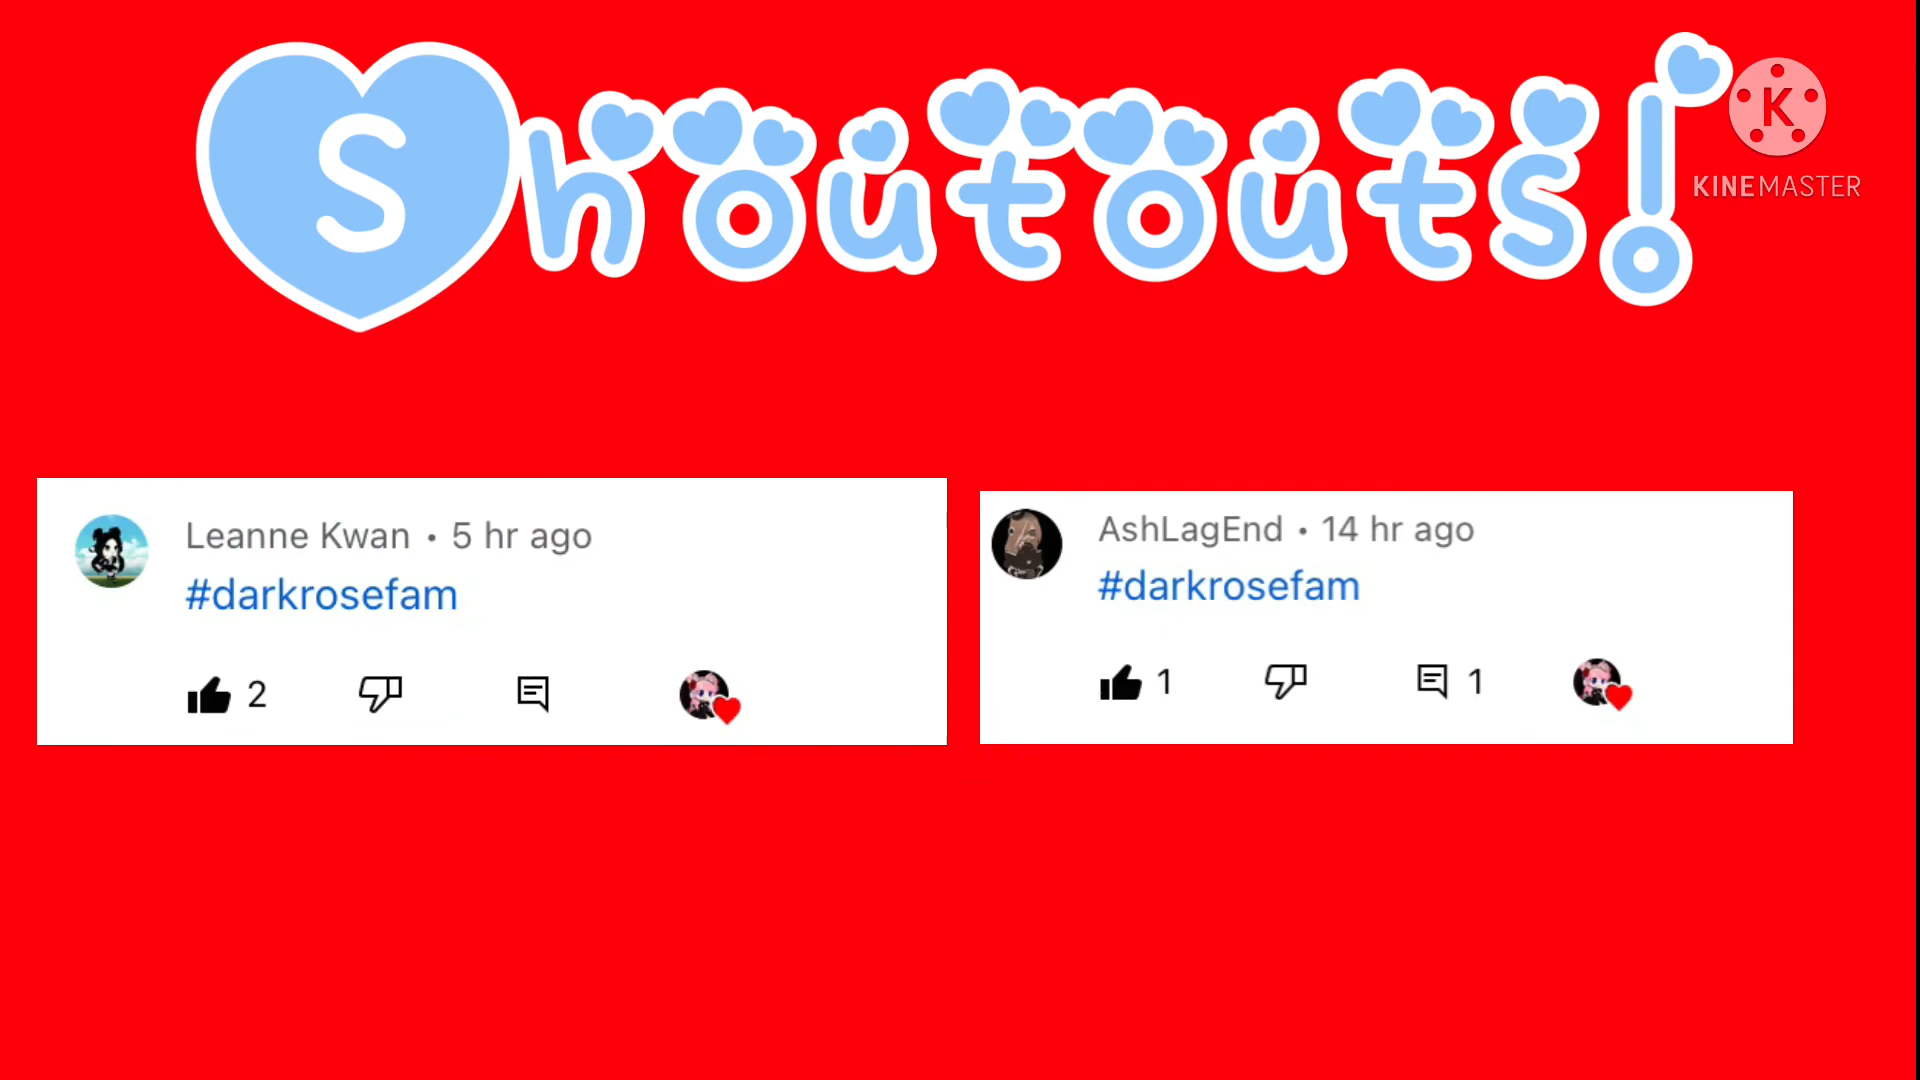 Shoutouts!
K
KINEMASTER
Leanne Kwan • 5 hr ago
#darkrosefam
2
AshLagEnd • 14 hr ago
#darkrosefam
1 1